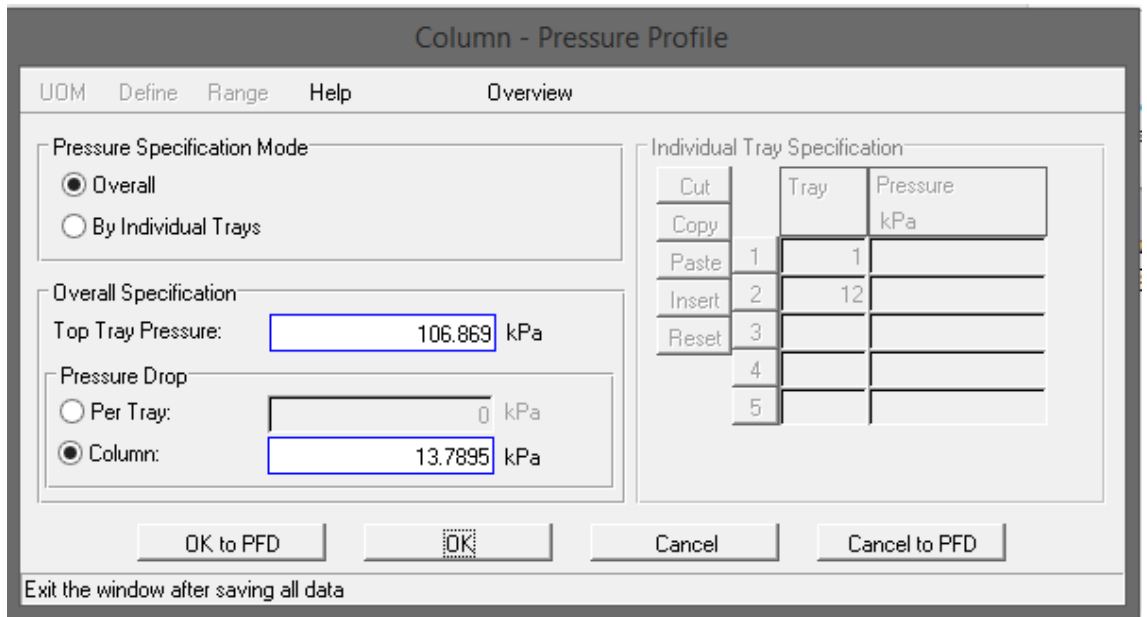 Column - Pressure Profile
UOM Define Range Help Overview
Pressure Specification Mode
Overall
By Individual Trays
Overall Specification
Top Tray Pressure: 106.869 kPa
Pressure Drop
Per Tray: 0 kPa
Column: 13.7895 kPa
Individual Tray Specification
Cut
Copy
Paste
Insert
Reset
Tray Pressure
kPa
1 1
2 12
3
4
5
OK to PFD OK Cancel Cancel to PFD
Exit the window after saving all data